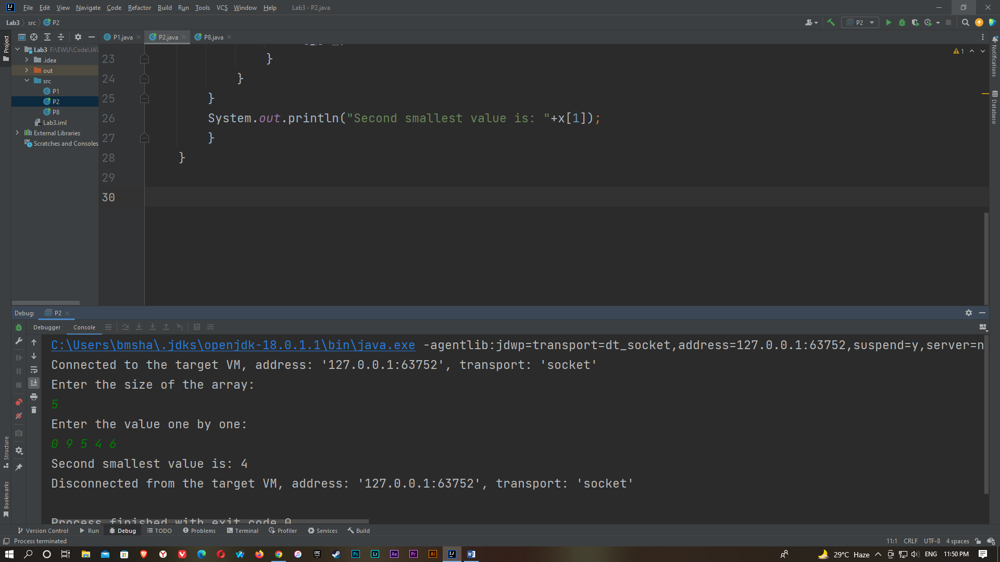 File Edit View Navigate Code Refactor Build Run Tools VCS Window Help Lab3 - P2.java
Lab3 src P2
P2
P1.java P2.java P8.java
Project
Lab3 F:\EWU\Code\JAV
.idea
out
src
P1
P2
P8
Lab3.iml
External Libraries
Scratches and Consoles
23 }
24 }
25 }
26 System.out.println("Second smallest value is: "+x[1]);
27 }
28 }
29
30
1
Notifications
Database
Debug: P2
Debugger Console
C:\Users\bmsha\.jdks\openjdk-18.0.1.1\bin\java.exe -agentlib:jdwp=transport=dt_socket,address=127.0.0.1:63752,suspend=y,server=n
Connected to the target VM, address: '127.0.0.1:63752', transport: 'socket'
Enter the size of the array:
5
Enter the value one by one:
0 9 5 4 6
Second smallest value is: 4
Disconnected from the target VM, address: '127.0.0.1:63752', transport: 'socket'
Process finished with exit code 0
Structure
Bookmarks
Version Control Run Debug TODO Problems Terminal Profiler Services Build
Process terminated
11:1 CRLF UTF-8 4 spaces
Ps Lr Ae Pr Ai
29°C Haze ENG 11:50 PM